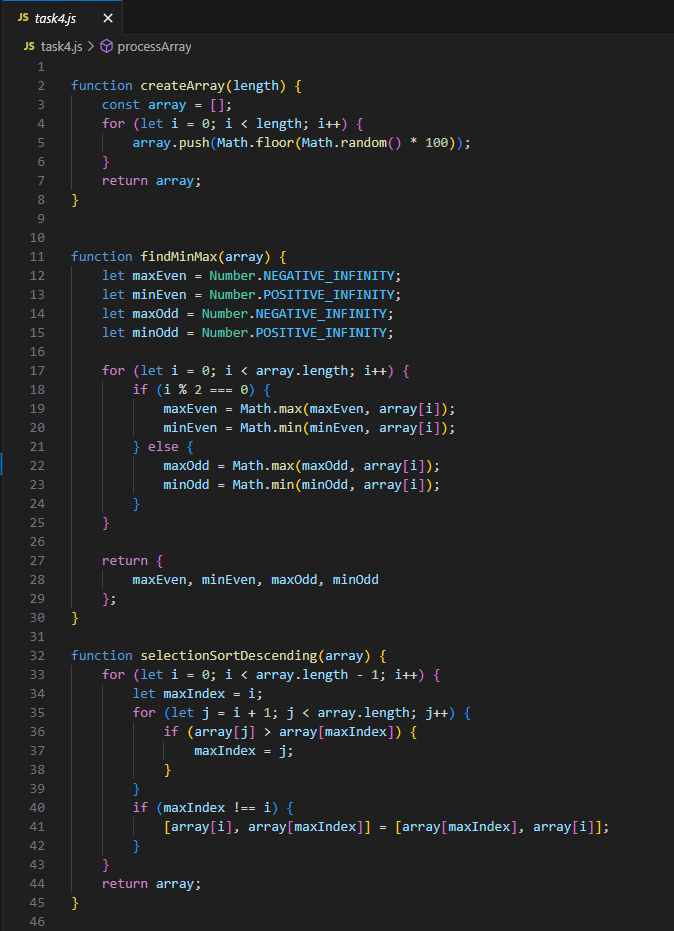 JS task4.js ×
JS task4.js > processArray
1
2 function createArray(length) {
3     const array = [];
4     for (let i = 0; i < length; i++) {
5         array.push(Math.floor(Math.random() * 100));
6     }
7     return array;
8 }
9
10
11 function findMinMax(array) {
12     let maxEven = Number.NEGATIVE_INFINITY;
13     let minEven = Number.POSITIVE_INFINITY;
14     let maxOdd = Number.NEGATIVE_INFINITY;
15     let minOdd = Number.POSITIVE_INFINITY;
16
17     for (let i = 0; i < array.length; i++) {
18         if (i % 2 === 0) {
19             maxEven = Math.max(maxEven, array[i]);
20             minEven = Math.min(minEven, array[i]);
21         } else {
22             maxOdd = Math.max(maxOdd, array[i]);
23             minOdd = Math.min(minOdd, array[i]);
24         }
25     }
26
27     return {
28         maxEven, minEven, maxOdd, minOdd
29     };
30 }
31
32 function selectionSortDescending(array) {
33     for (let i = 0; i < array.length - 1; i++) {
34         let maxIndex = i;
35         for (let j = i + 1; j < array.length; j++) {
36             if (array[j] > array[maxIndex]) {
37                 maxIndex = j;
38             }
39         }
40         if (maxIndex !== i) {
41             [array[i], array[maxIndex]] = [array[maxIndex], array[i]];
42         }
43     }
44     return array;
45 }
46